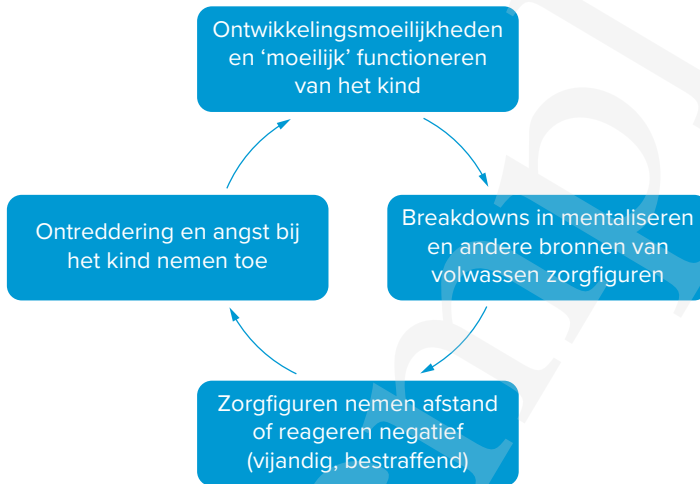 Ontwikkelingsmoeilijkheden
en ‘moeilijk’ functioneren
van het kind
Breakdowns in mentaliseren
en andere bronnen van
volwassen zorgfiguren
Zorgfiguren nemen afstand
of reageren negatief
(vijandig, bestraffend)
Ontreddering en angst bij
het kind nemen toe